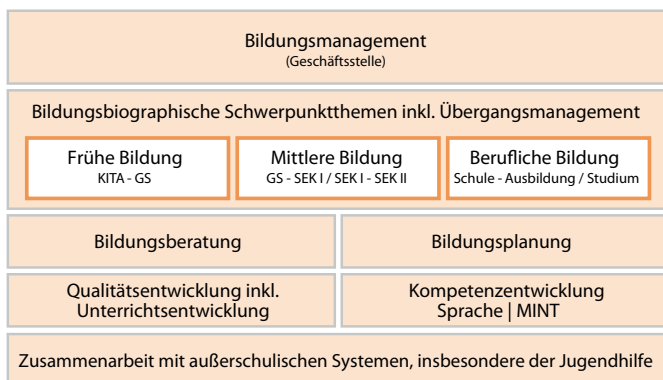 Bildungsmanagement
(Geschäftsstelle)
Bildungsbiographische Schwerpunktthemen inkl. Übergangsmanagement
Frühe Bildung
KITA - GS
Mittlere Bildung
GS - SEK I / SEK I - SEK II
Berufliche Bildung
Schule - Ausbildung / Studium
Bildungsberatung
Bildungsplanung
Qualitätsentwicklung inkl.
Unterrichtsentwicklung
Kompetenzentwicklung
Sprache | MINT
Zusammenarbeit mit außerschulischen Systemen, insbesondere der Jugendhilfe